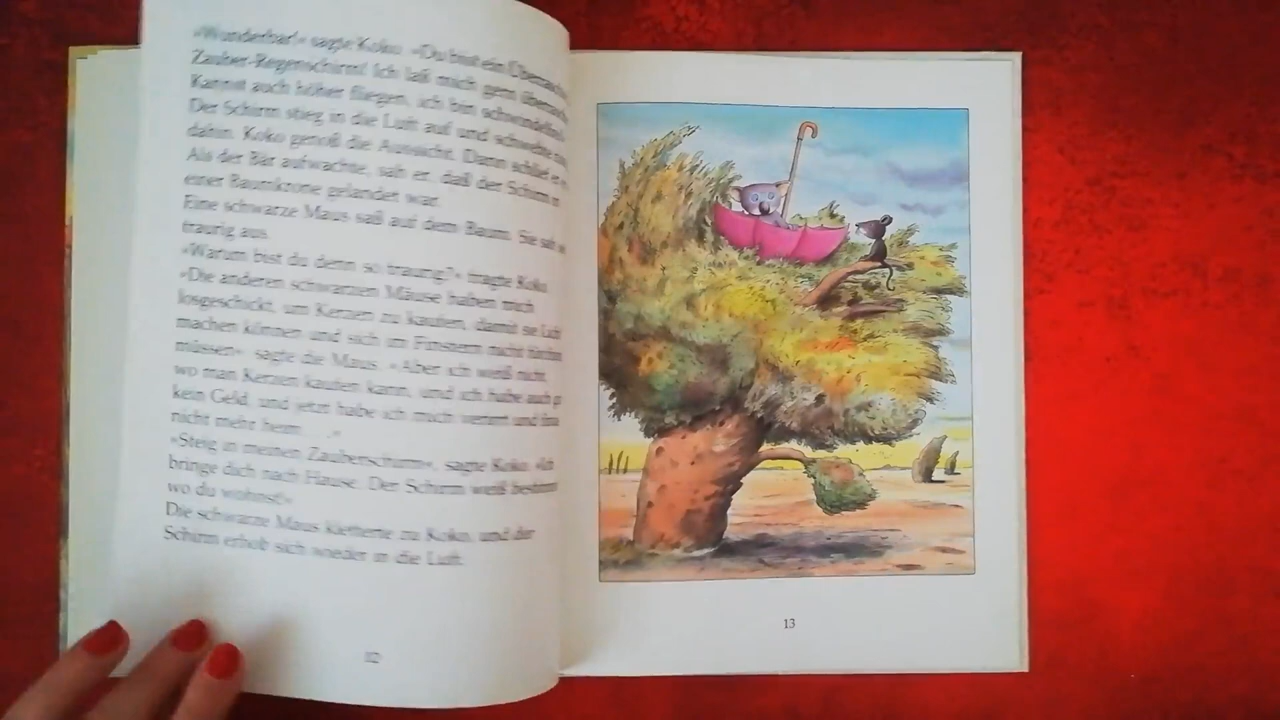 »Wunderbar!« sagte Koko. »Du bist ein
Zauber-Regenschirm! Ich laß mich gern
Kannst auch höher fliegen, ich bin
Der Schirm stieg in die Luft auf und schwebte
dahin. Koko genoß die Aussicht. Dann schlief er
Als der Bär aufwachte, sah er, daß der Schirm in
einer Baumkrone gelandet war.
Eine schwarze Maus saß auf dem Baum. Sie sah
traurig aus.
»Warum bist du denn so traurig?« fragte Koko.
»Die anderen schwarzen Mäuse haben mich
losgeschickt, um Kerzen zu kaufen, damit sie Licht
machen können und sich im Finstern nicht fürchten
müssen«, sagte die Maus. »Aber ich weiß nicht,
wo man Kerzen kaufen kann, und ich habe auch
kein Geld, und jetzt habe ich mich verirrt und
nicht mehr heim . . .«
»Steig in meinen Zauberschirm«, sagte Koko. »Ich
bringe dich nach Hause. Der Schirm weiß bestimmt,
wo du wohnst!«
Die schwarze Maus kletterte zu Koko, und der
Schirm erhob sich wieder in die Luft.
12
13